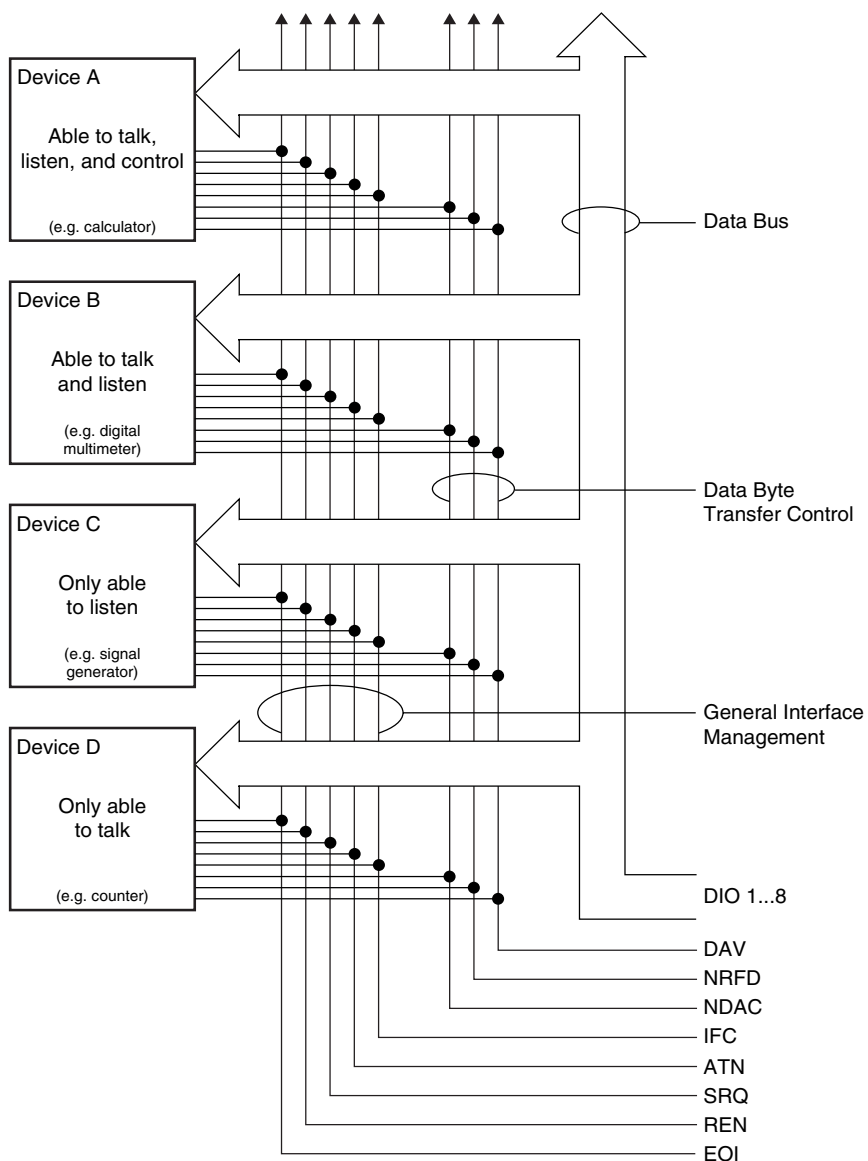 Device A
Able to talk,
listen, and control
(e.g. calculator)
Data Bus
Device B
Able to talk
and listen
(e.g. digital
multimeter)
Data Byte
Transfer Control
Device C
Only able
to listen
(e.g. signal
generator)
General Interface
Management
Device D
Only able
to talk
(e.g. counter)
DIO 1...8
DAV
NRFD
NDAC
IFC
ATN
SRQ
REN
EOI